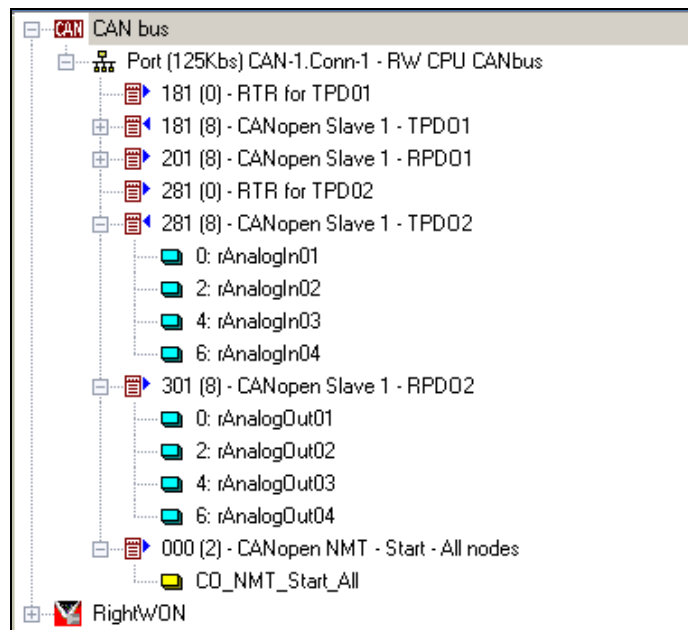 CAN CAN bus
Port (125Kbs) CAN-1.Conn-1 - RW CPU CANbus
181 (0) - RTR for TPD01
181 (8) - CANopen Slave 1 - TPDO1
201 (8) - CANopen Slave 1 - RPDO1
281 (0) - RTR for TPD02
281 (8) - CANopen Slave 1 - TPDO2
0: rAnalogIn01
2: rAnalogIn02
4: rAnalogIn03
6: rAnalogIn04
301 (8) - CANopen Slave 1 - RPDO2
0: rAnalogOut01
2: rAnalogOut02
4: rAnalogOut03
6: rAnalogOut04
000 (2) - CANopen NMT - Start - All nodes
CO_NMT_Start_All
RightWON